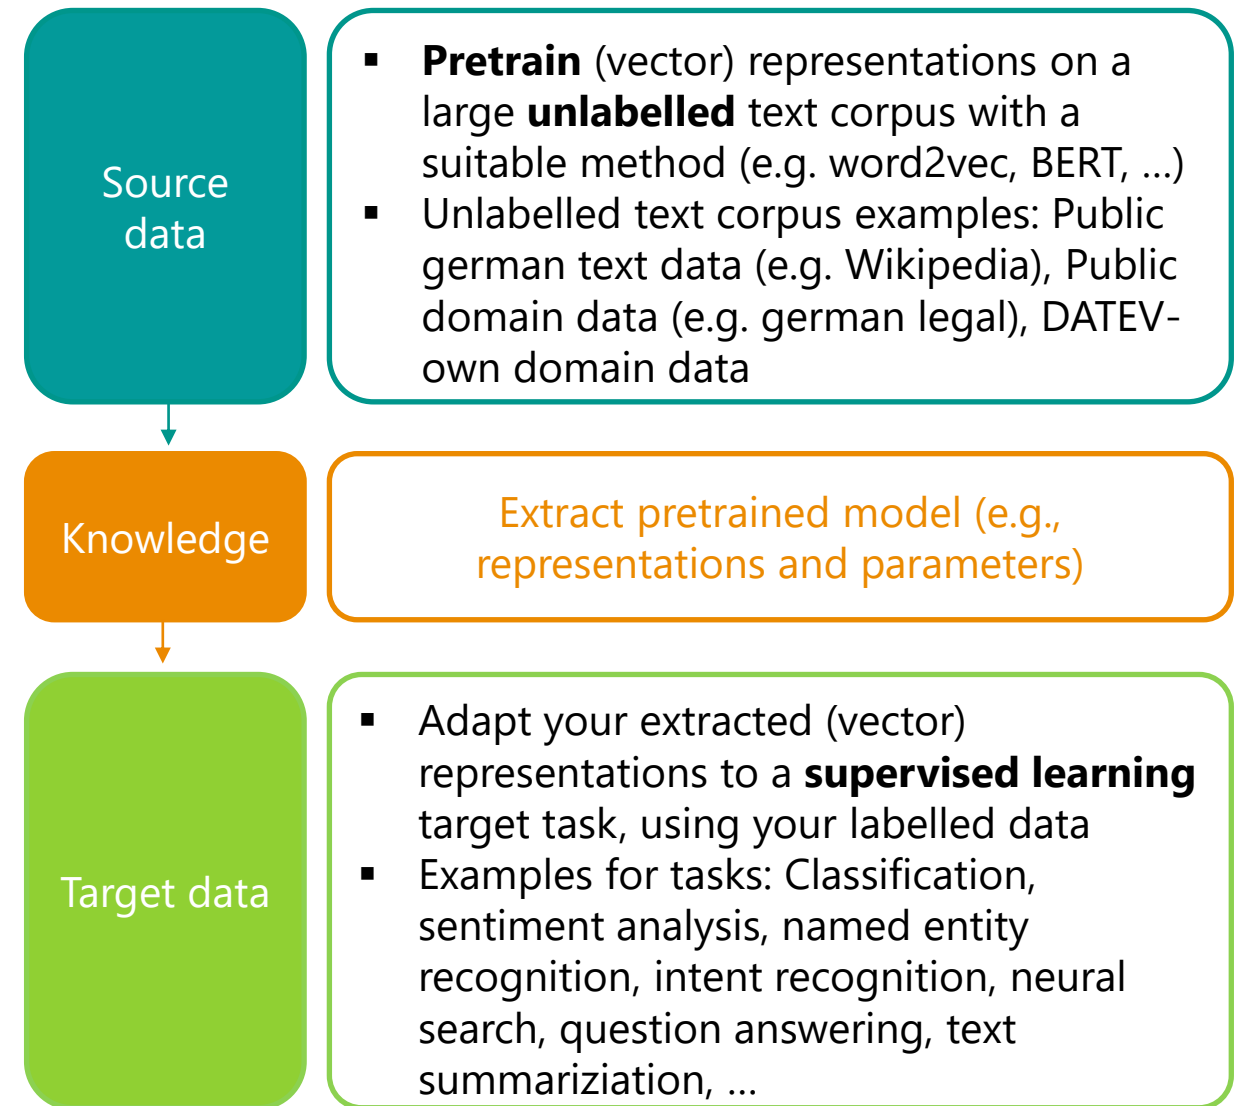 Source
data
▪ Pretrain (vector) representations on a
large unlabelled text corpus with a
suitable method (e.g. word2vec, BERT, …)
▪ Unlabelled text corpus examples: Public
german text data (e.g. Wikipedia), Public
domain data (e.g. german legal), DATEV-
own domain data
Knowledge
Extract pretrained model (e.g.,
representations and parameters)
Target data
▪ Adapt your extracted (vector)
representations to a supervised learning
target task, using your labelled data
▪ Examples for tasks: Classification,
sentiment analysis, named entity
recognition, intent recognition, neural
search, question answering, text
summariziation, …